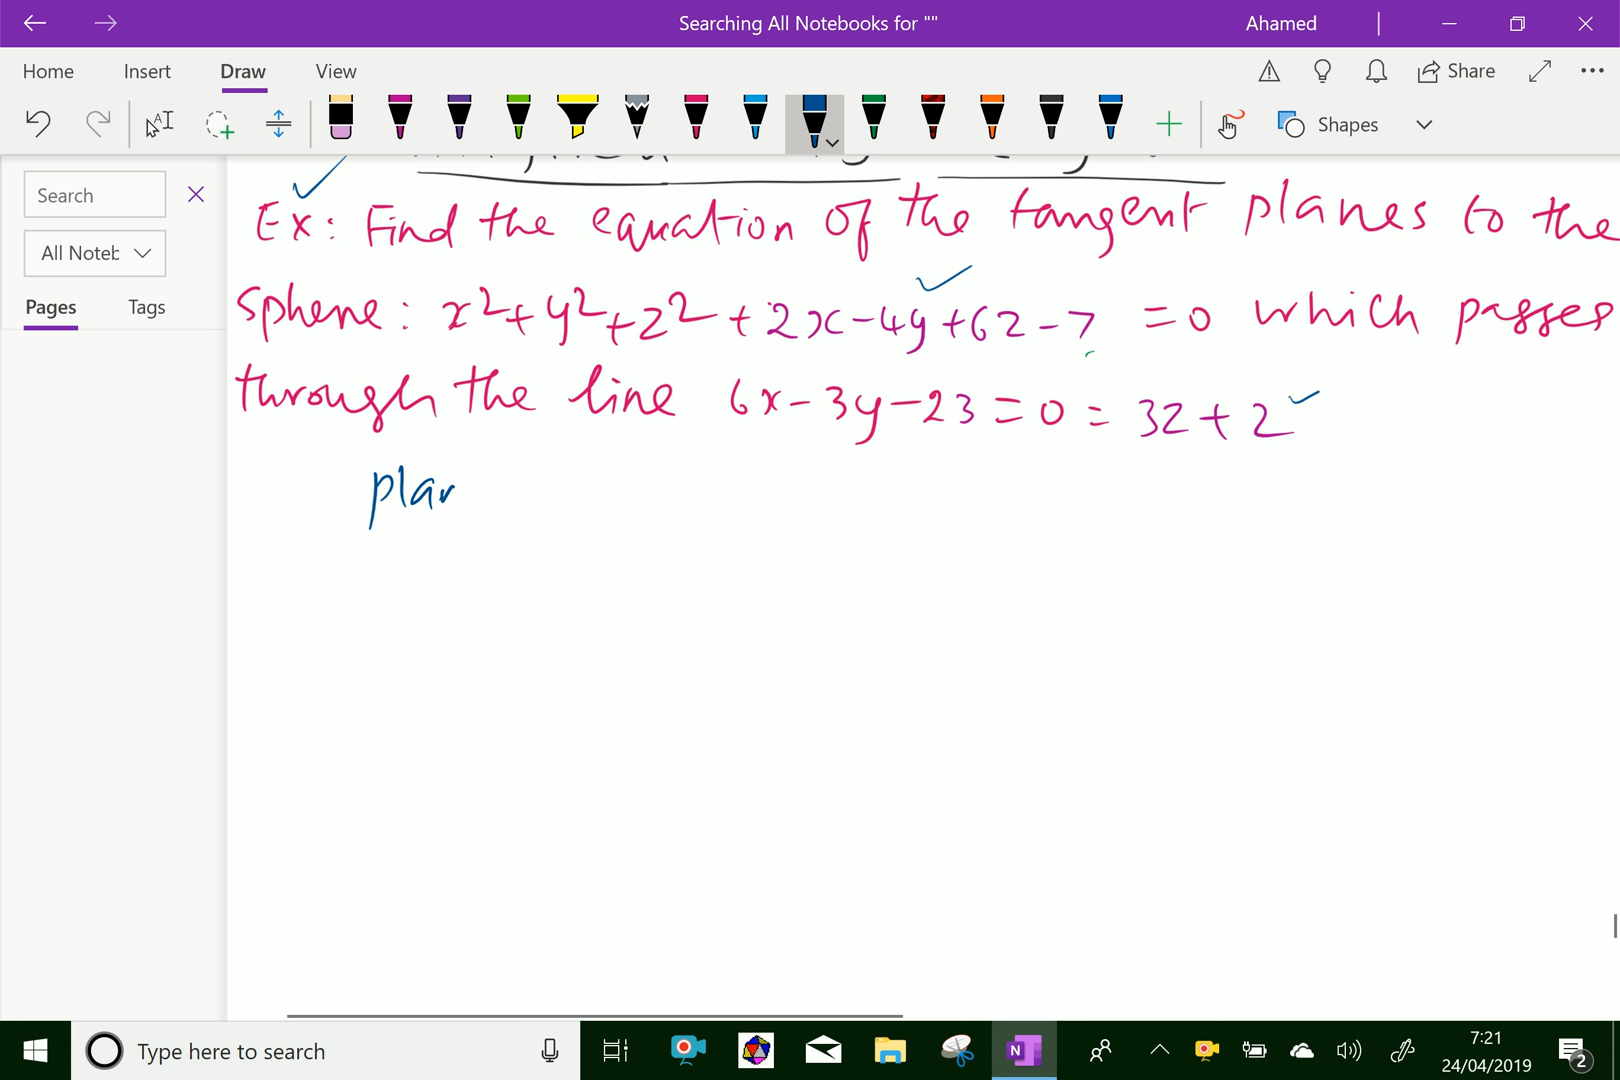 Searching All Notebooks for ""
Ahamed
Home Insert Draw View
Share
Shapes
Search
All Noteb
Pages Tags
Ex: Find the equation of the tangent planes to the
sphere: x²+y²+z²+2x-4y+6z-7 =0 which passes
through the line 6x-3y-23=0=3z+2
plan
Type here to search
N
7:21
24/04/2019
2